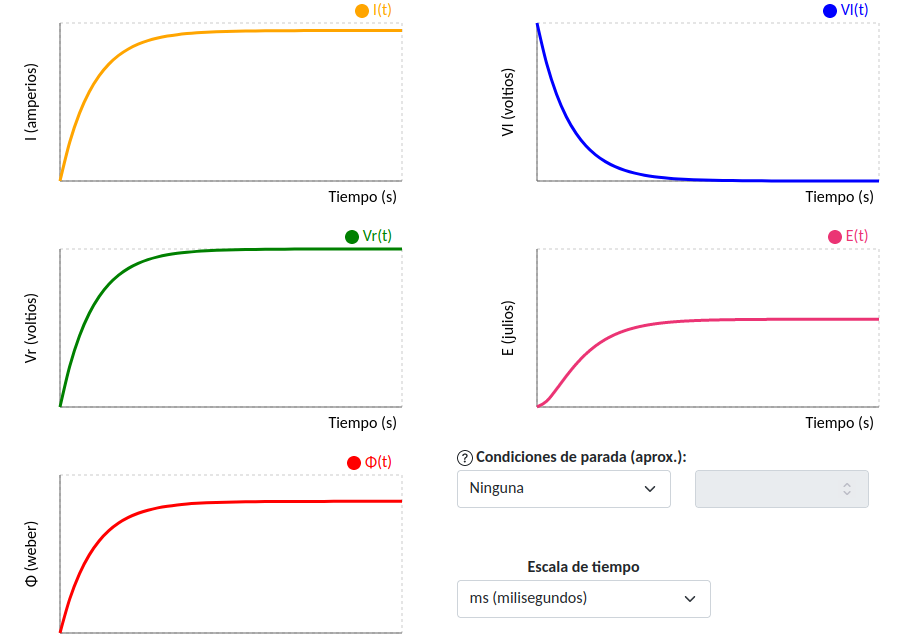 I(t)
I (amperios)
Tiempo (s)
Vl(t)
Vl (voltios)
Tiempo (s)
Vr(t)
Vr (voltios)
Tiempo (s)
E(t)
E (julios)
Tiempo (s)
Φ(t)
Φ (weber)
? Condiciones de parada (aprox.):
Ninguna
Escala de tiempo
ms (milisegundos)